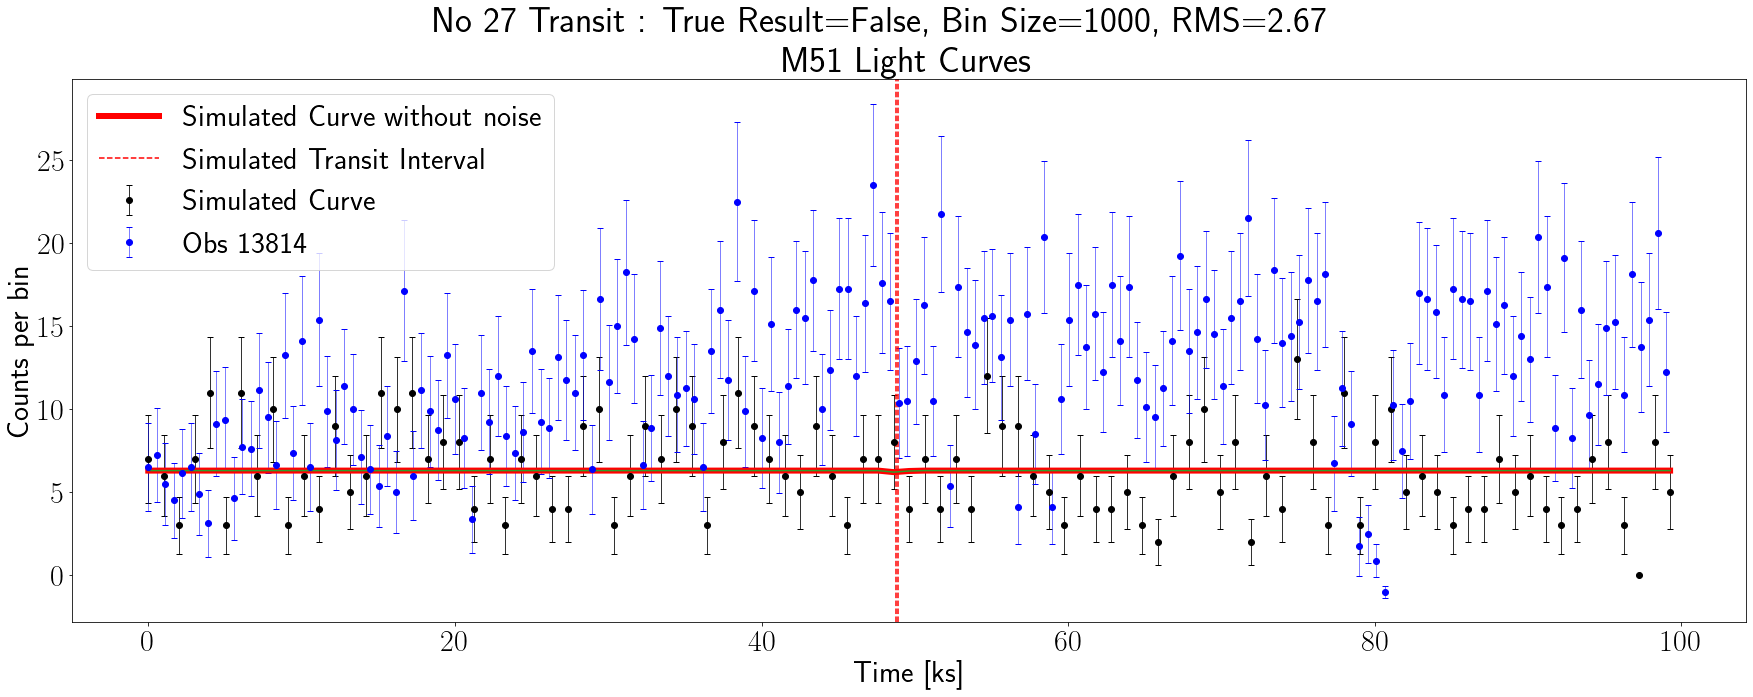 No 27 Transit : True Result=False, Bin Size=1000, RMS=2.67
M51 Light Curves
Simulated Curve without noise
Simulated Transit Interval
Simulated Curve
Obs 13814
Counts per bin
25
20
15
10
5
0
0 20 40 60 80 100
Time [ks]